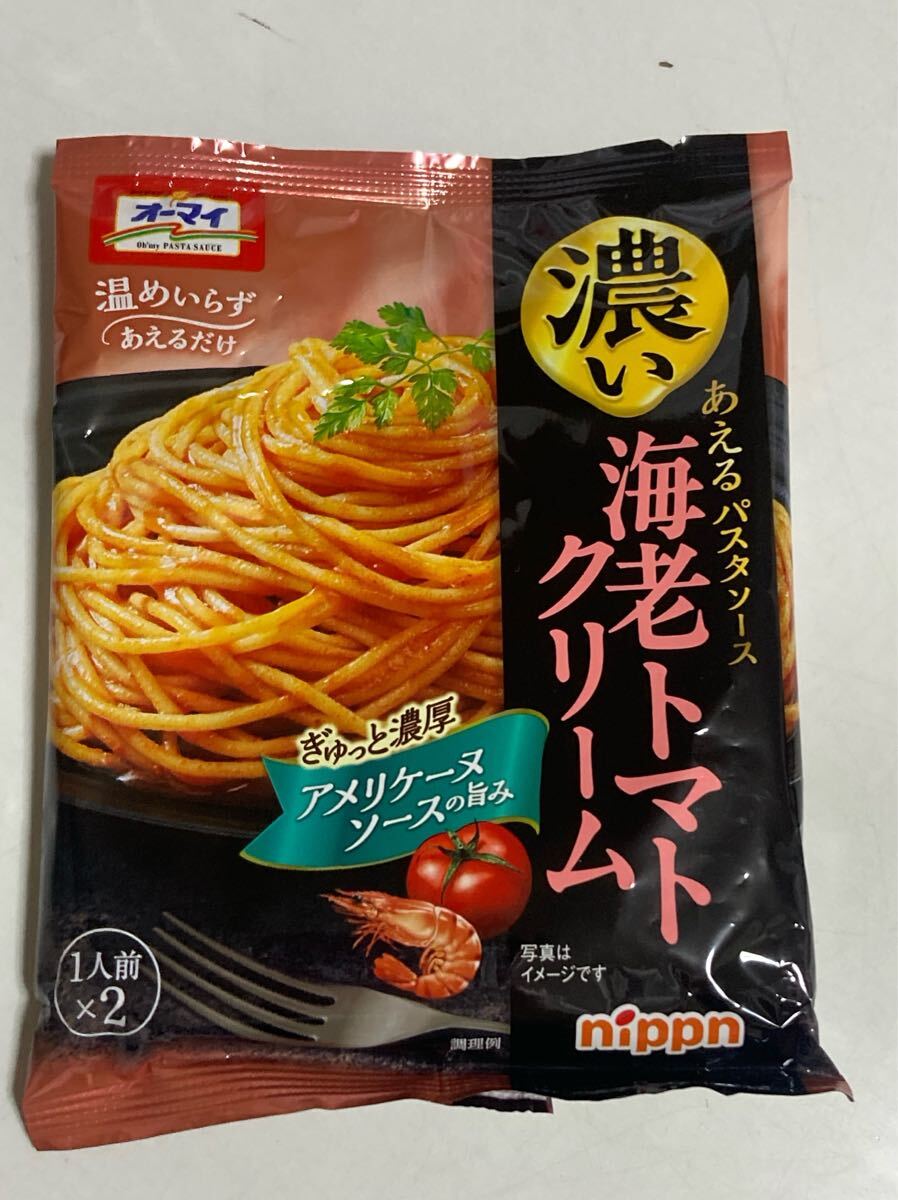 オーマイ
Oh'my PASTA SAUCE
温めいらず
あえるだけ
濃い
あえるパスタソース
海老トマト
クリーム
ぎゅっと濃厚
アメリケーヌ
ソースの旨み
1人前
×2
写真は
イメージです
nippn
調理例